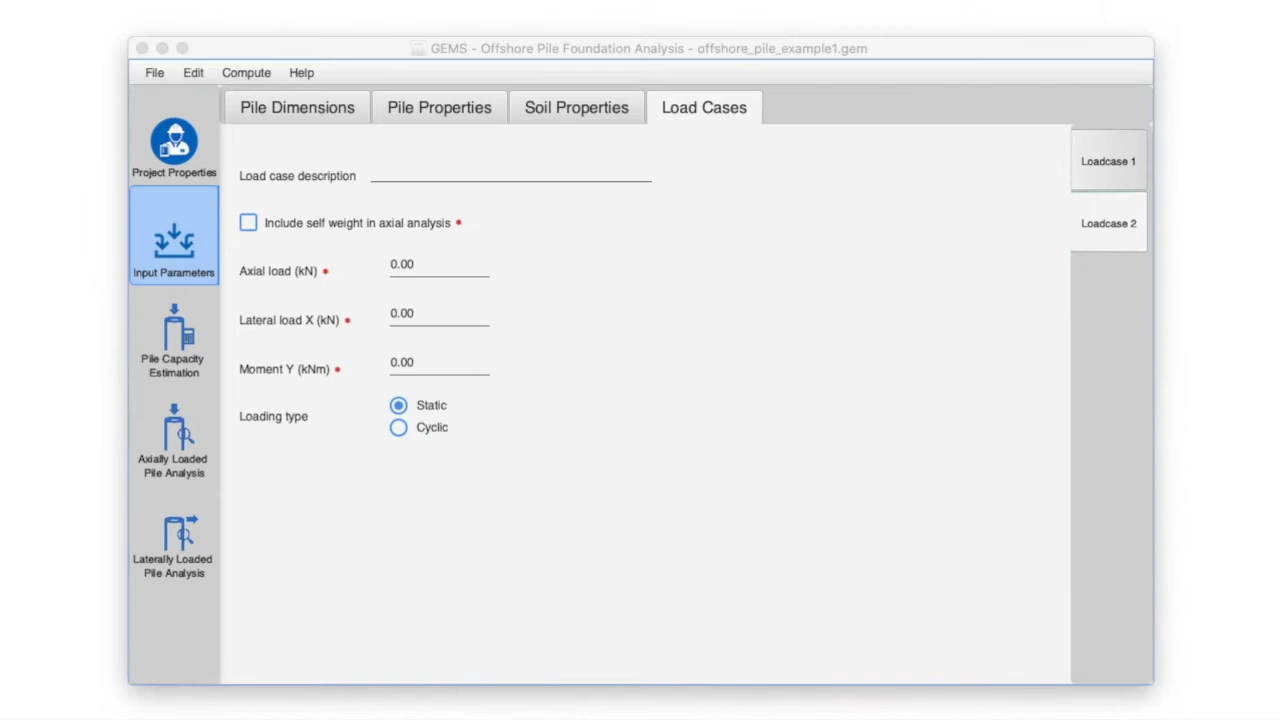 GEMS - Offshore Pile Foundation Analysis - offshore_pile_example1.gem
File Edit Compute Help
Pile Dimensions Pile Properties Soil Properties Load Cases
Project Properties
Input Parameters
Pile Capacity
Estimation
Axially Loaded
Pile Analysis
Laterally Loaded
Pile Analysis
Load case description
Include self weight in axial analysis *
Axial load (kN) * 0.00
Lateral load X (kN) * 0.00
Moment Y (kNm) * 0.00
Loading type
Static
Cyclic
Loadcase 1
Loadcase 2